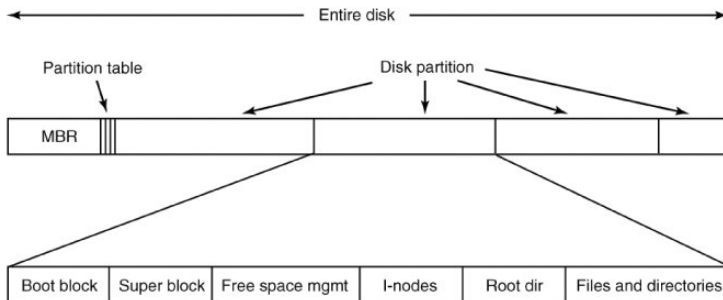 Entire disk
Partition table
Disk partition
MBR
Boot block
Super block
Free space mgmt
I-nodes
Root dir
Files and directories